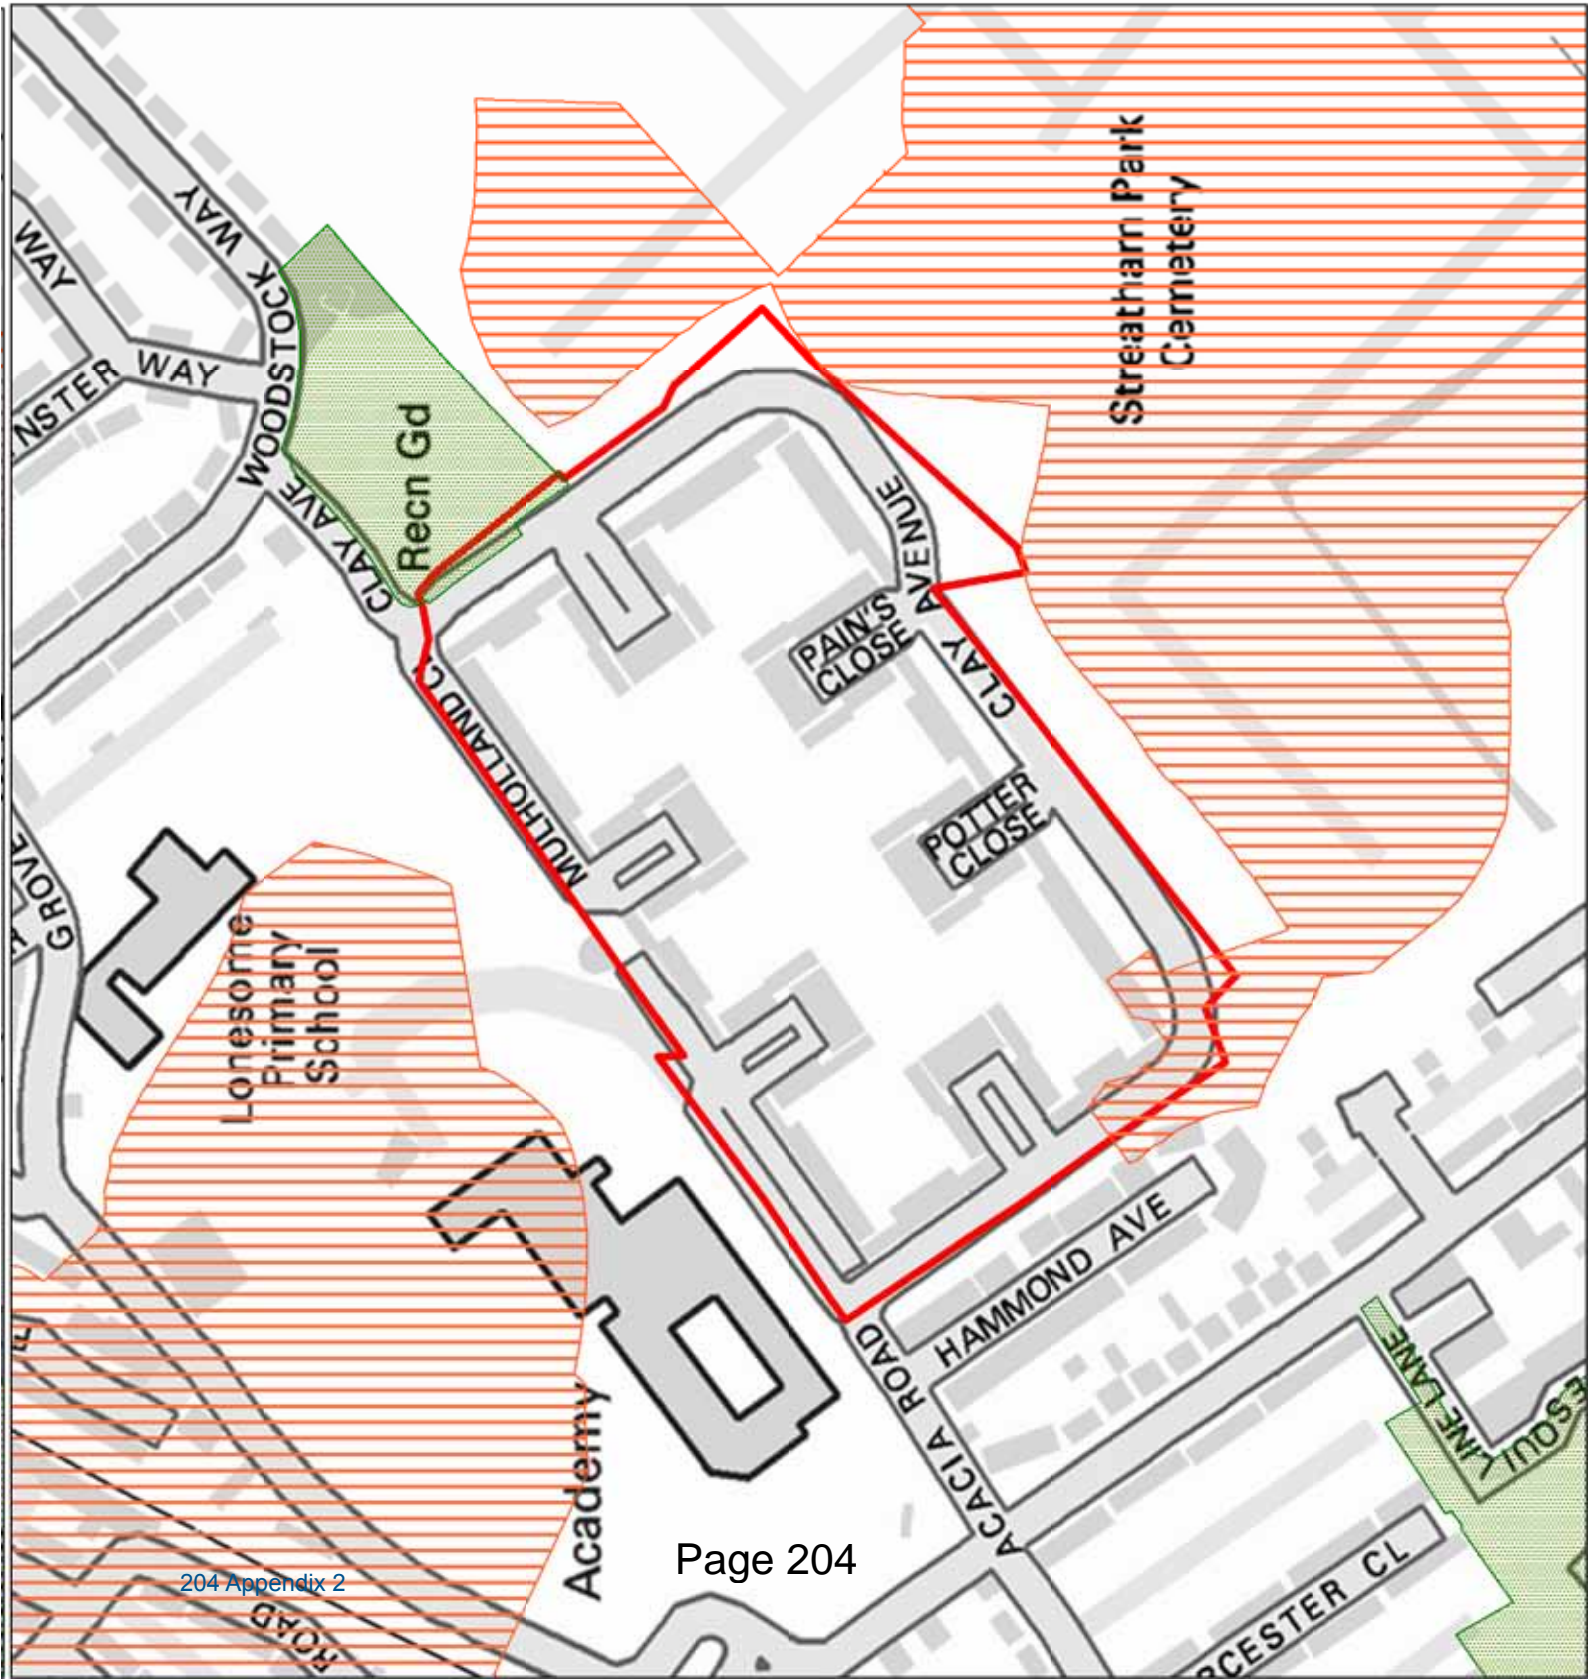 WAY
WOODSTOCK WAY
WAY
NSTER
CLAY AVE
Recn Gd
Streatham Park
Cemetery
AVENUE
PAIN'S
CLOSE
CLAY
MULHOLLAND CL
POTTER
CLOSE
GROVE
Lonesome
Primary
School
HAMMOND AVE
ACACIA ROAD
LINE LANE
ESQUI
Academy
Page 204
204 Appendix 2
ROAD
RCESTER CL